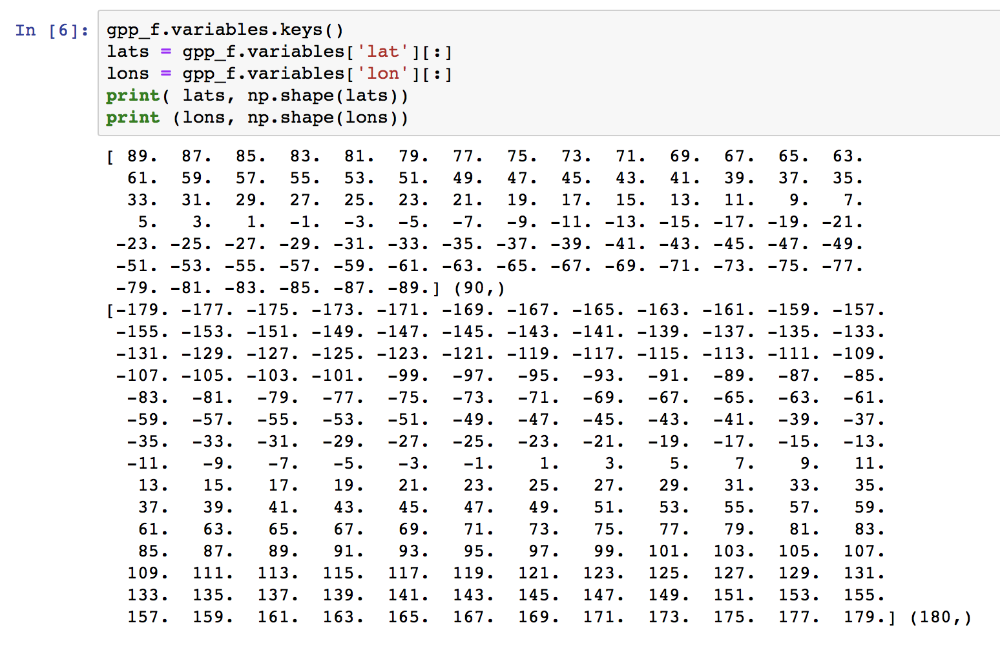 In [6]: gpp_f.variables.keys()
lats = gpp_f.variables['lat'][:]
lons = gpp_f.variables['lon'][:]
print( lats, np.shape(lats))
print (lons, np.shape(lons))
[ 89. 87. 85. 83. 81. 79. 77. 75. 73. 71. 69. 67. 65. 63.
61. 59. 57. 55. 53. 51. 49. 47. 45. 43. 41. 39. 37. 35.
33. 31. 29. 27. 25. 23. 21. 19. 17. 15. 13. 11. 9. 7.
5. 3. 1. -1. -3. -5. -7. -9. -11. -13. -15. -17. -19. -21.
-23. -25. -27. -29. -31. -33. -35. -37. -39. -41. -43. -45. -47. -49.
-51. -53. -55. -57. -59. -61. -63. -65. -67. -69. -71. -73. -75. -77.
-79. -81. -83. -85. -87. -89.] (90,)
[-179. -177. -175. -173. -171. -169. -167. -165. -163. -161. -159. -157.
-155. -153. -151. -149. -147. -145. -143. -141. -139. -137. -135. -133.
-131. -129. -127. -125. -123. -121. -119. -117. -115. -113. -111. -109.
-107. -105. -103. -101. -99. -97. -95. -93. -91. -89. -87. -85.
-83. -81. -79. -77. -75. -73. -71. -69. -67. -65. -63. -61.
-59. -57. -55. -53. -51. -49. -47. -45. -43. -41. -39. -37.
-35. -33. -31. -29. -27. -25. -23. -21. -19. -17. -15. -13.
-11. -9. -7. -5. -3. -1. 1. 3. 5. 7. 9. 11.
13. 15. 17. 19. 21. 23. 25. 27. 29. 31. 33. 35.
37. 39. 41. 43. 45. 47. 49. 51. 53. 55. 57. 59.
61. 63. 65. 67. 69. 71. 73. 75. 77. 79. 81. 83.
85. 87. 89. 91. 93. 95. 97. 99. 101. 103. 105. 107.
109. 111. 113. 115. 117. 119. 121. 123. 125. 127. 129. 131.
133. 135. 137. 139. 141. 143. 145. 147. 149. 151. 153. 155.
157. 159. 161. 163. 165. 167. 169. 171. 173. 175. 177. 179.] (180,)